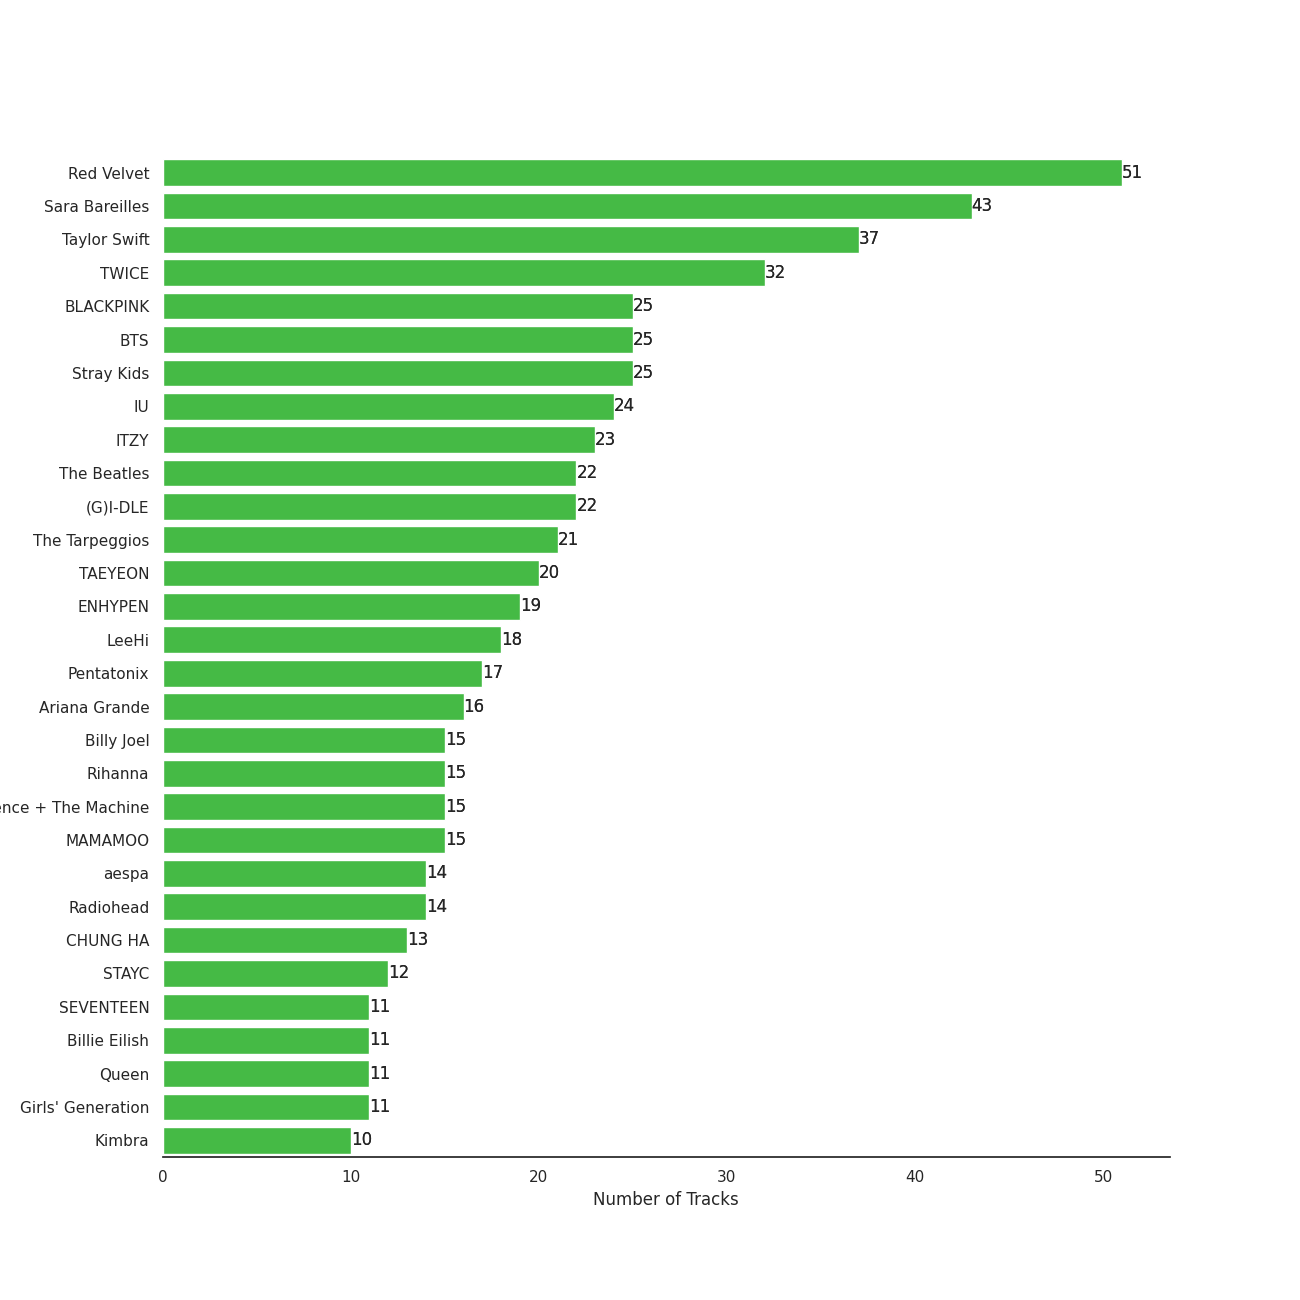 Red Velvet 51
Sara Bareilles 43
Taylor Swift 37
TWICE 32
BLACKPINK 25
BTS 25
Stray Kids 25
IU 24
ITZY 23
The Beatles 22
(G)I-DLE 22
The Tarpeggios 21
TAEYEON 20
ENHYPEN 19
LeeHi 18
Pentatonix 17
Ariana Grande 16
Billy Joel 15
Rihanna 15
ence + The Machine 15
MAMAMOO 15
aespa 14
Radiohead 14
CHUNG HA 13
STAYC 12
SEVENTEEN 11
Billie Eilish 11
Queen 11
Girls' Generation 11
Kimbra 10
0 10 20 30 40 50
Number of Tracks